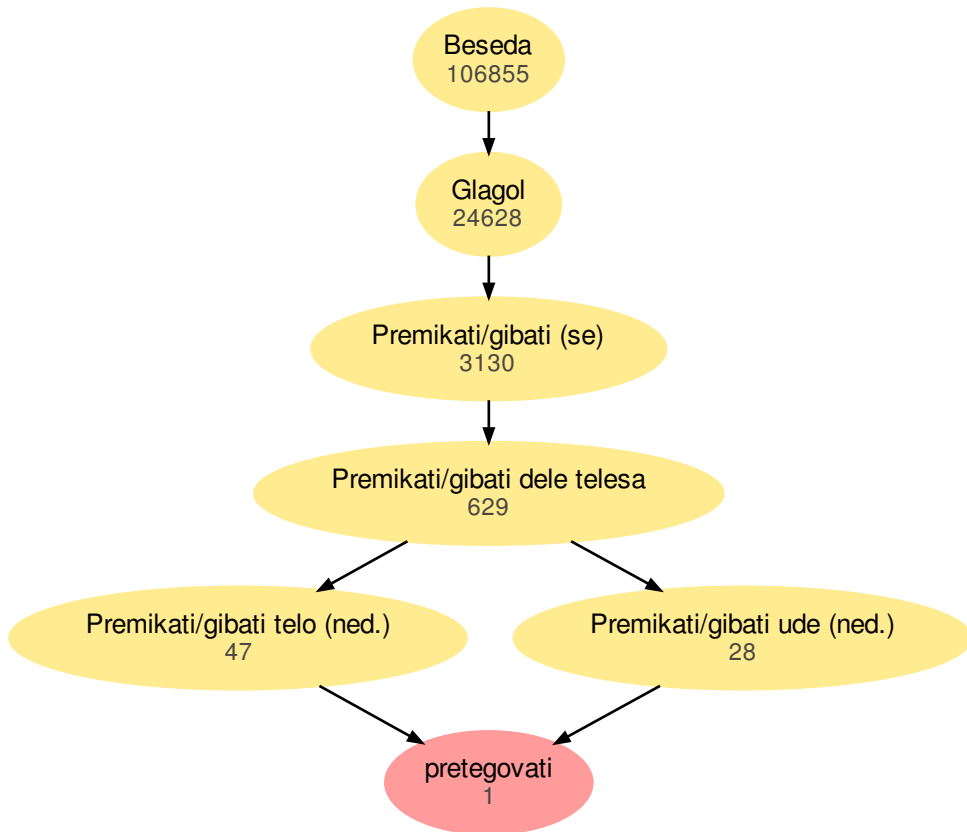 Beseda
106855
Glagol
24628
Premikati/gibati (se)
3130
Premikati/gibati dele telesa
629
Premikati/gibati telo (ned.)
47
Premikati/gibati ude (ned.)
28
pretegovati
1